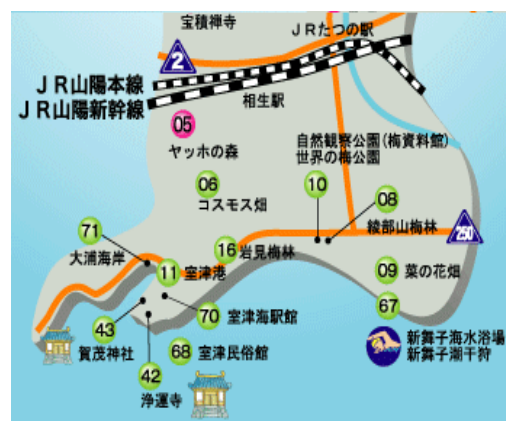 宝積禅寺
JRたつの駅
2
JR山陽本線
JR山陽新幹線
相生駅
05
ヤッホの森
自然観察公園(梅資料館)
世界の梅公園
06
コスモス畑
10
08
綾部山梅林
250
71
大浦海岸
16
岩見梅林
11
室津港
09
菜の花畑
67
新舞子海水浴場
新舞子潮干狩
70
室津海駅館
43
賀茂神社
68
室津民俗館
42
浄運寺